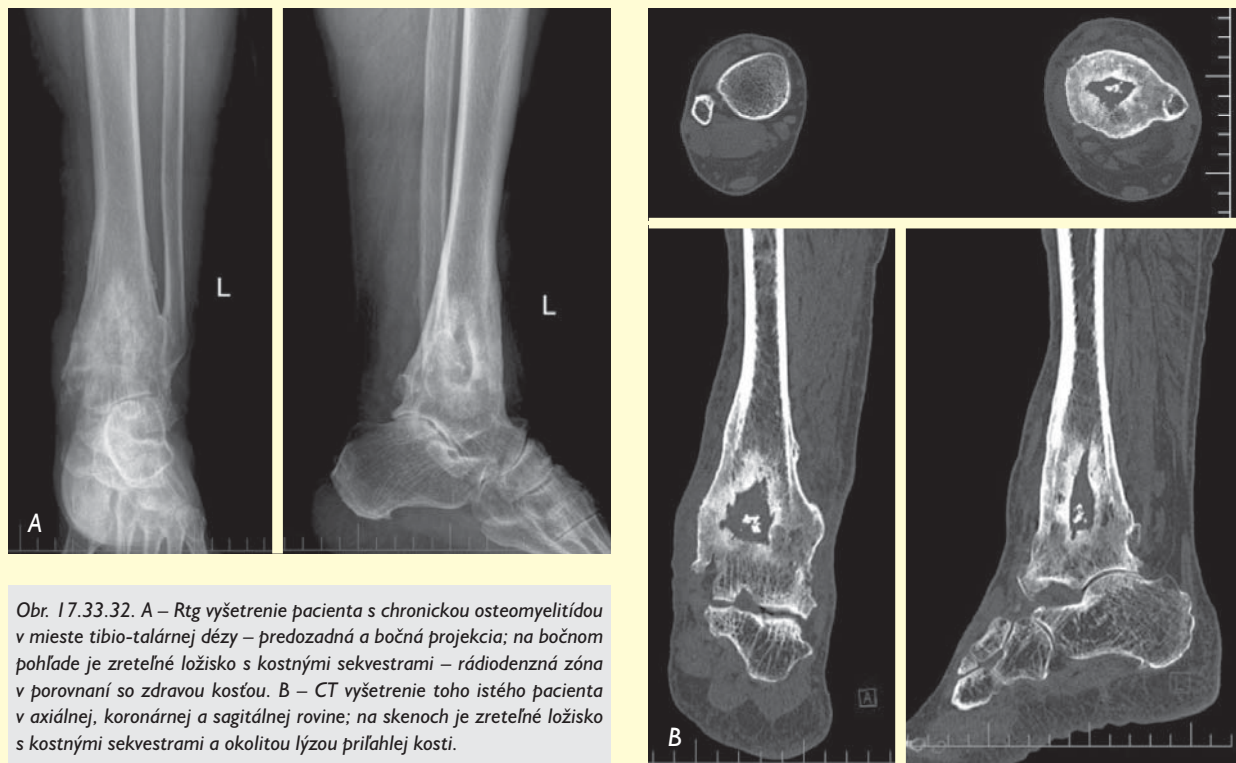 L
L
A
Obr. 17.33.32. A – Rtg vyšetrenie pacienta s chronickou osteomyelitídou
v mieste tibio-talárnej dézy – predozadná a bočná projekcia; na bočnom
pohľade je zreteľné ložisko s kostnými sekvestrami – rádiodenzná zóna
v porovnaní so zdravou kosťou. B – CT vyšetrenie toho istého pacienta
v axiálnej, koronárnej a sagitálnej rovine; na skenoch je zreteľné ložisko
s kostnými sekvestrami a okolitou lýzou priľahlej kosti.
A
B